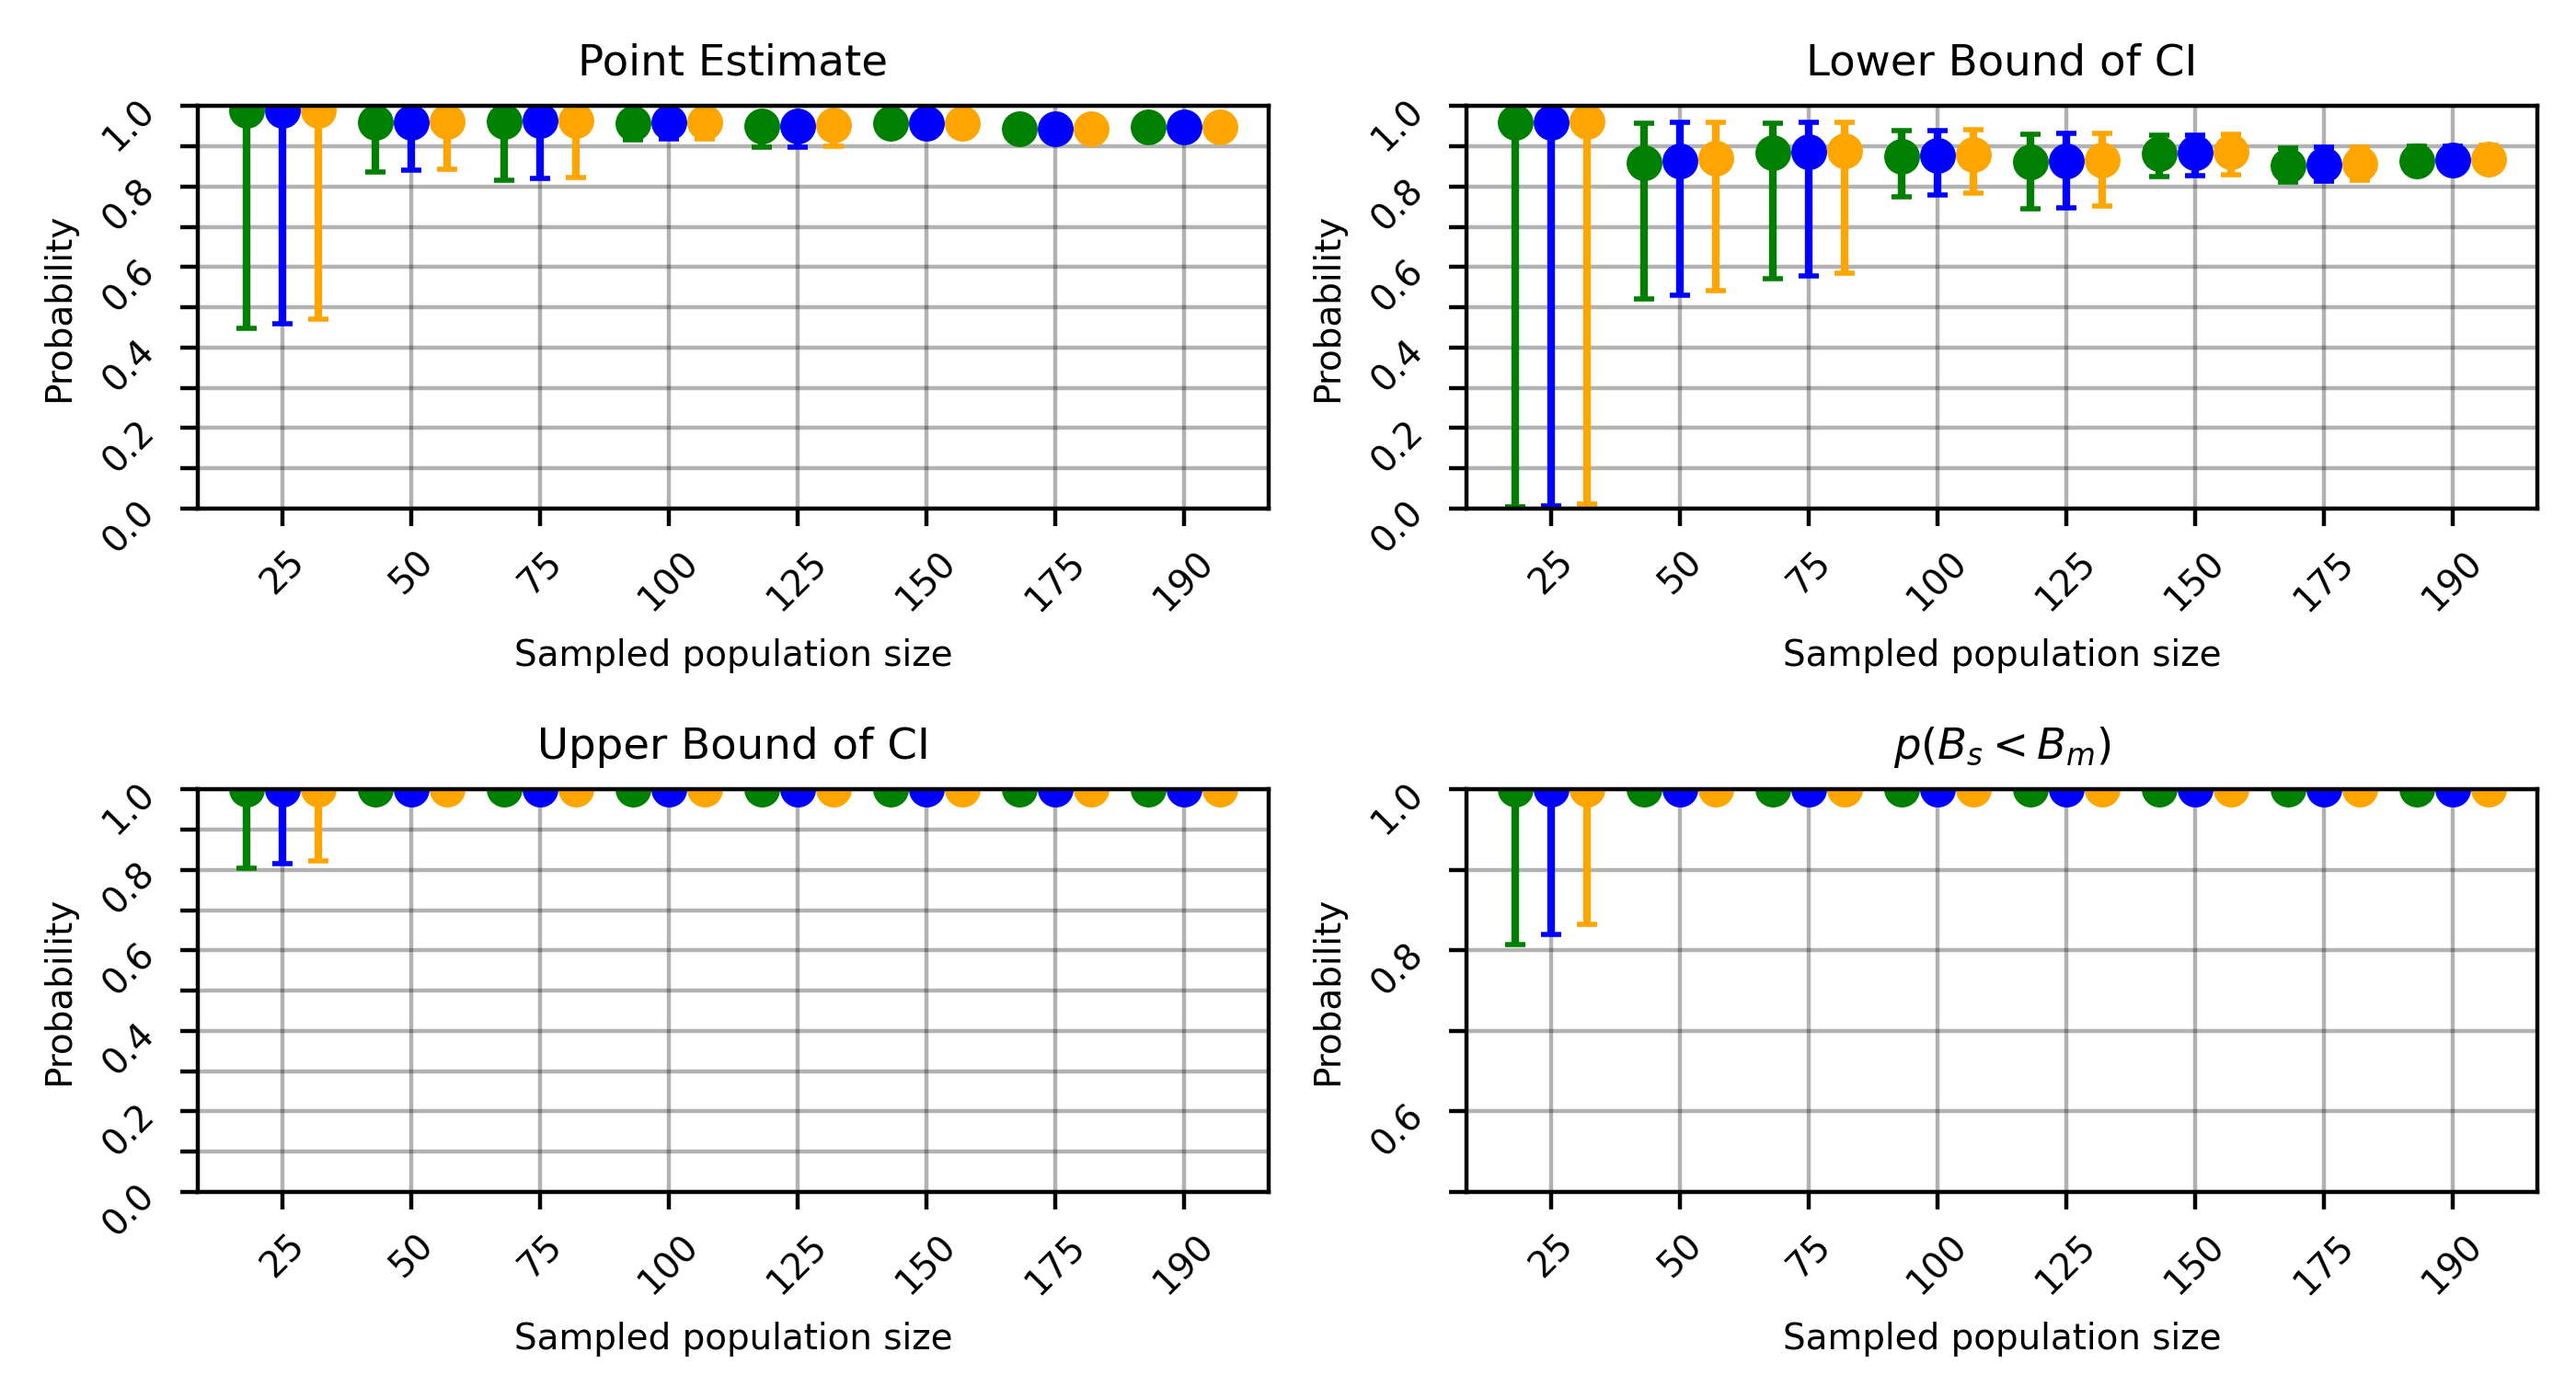 Point Estimate
Probability
1.0
0.8
0.6
0.4
0.2
0.0
25 50 75 100 125 150 175 190
Sampled population size
Lower Bound of CI
Probability
1.0
0.8
0.6
0.4
0.2
0.0
25 50 75 100 125 150 175 190
Sampled population size
Upper Bound of CI
Probability
1.0
0.8
0.6
0.4
0.2
0.0
25 50 75 100 125 150 175 190
Sampled population size
p(Bₛ < Bₘ)
Probability
1.0
0.8
0.6
25 50 75 100 125 150 175 190
Sampled population size